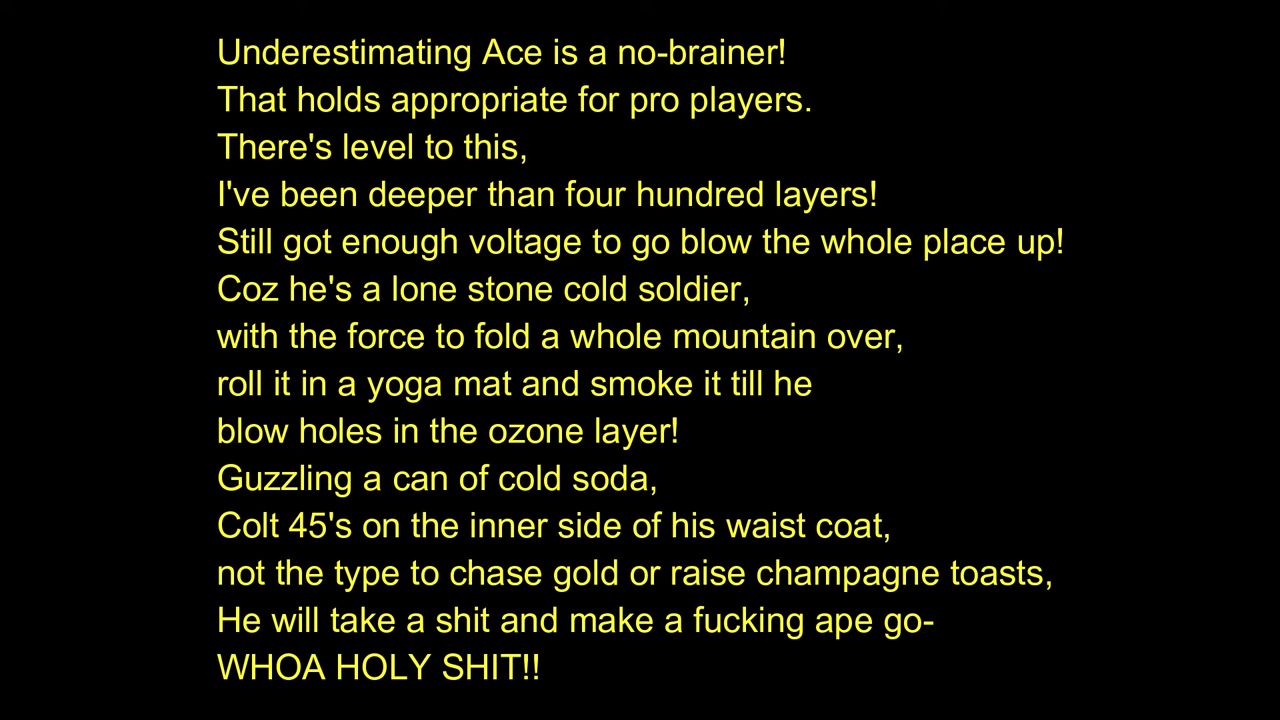 Underestimating Ace is a no-brainer!
That holds appropriate for pro players.
There's level to this,
I've been deeper than four hundred layers!
Still got enough voltage to go blow the whole place up!
Coz he's a lone stone cold soldier,
with the force to fold a whole mountain over,
roll it in a yoga mat and smoke it till he
blow holes in the ozone layer!
Guzzling a can of cold soda,
Colt 45's on the inner side of his waist coat,
not the type to chase gold or raise champagne toasts,
He will take a shit and make a fucking ape go-
WHOA HOLY SHIT!!